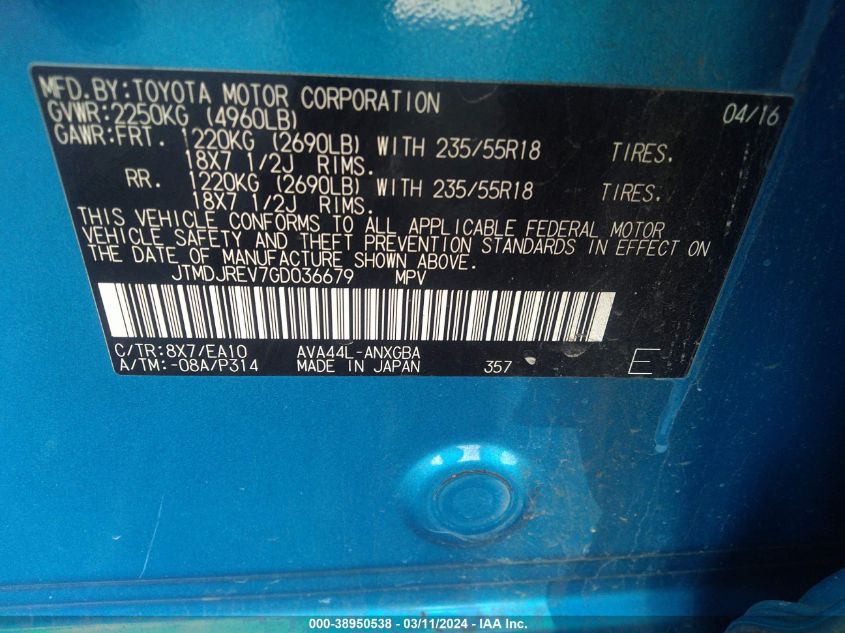 MFD.BY:TOYOTA MOTOR CORPORATION 04/16
GVWR:2250KG (4960LB)
GAWR:FRT. 1220KG (2690LB) WITH 235/55R18 TIRES.
18X7 1/2J RIMS.
RR. 1220KG (2690LB) WITH 235/55R18 TIRES.
18X7 1/2J RIMS.
THIS VEHICLE CONFORMS TO ALL APPLICABLE FEDERAL MOTOR
VEHICLE SAFETY AND THEFT PREVENTION STANDARDS IN EFFECT ON
THE DATE OF MANUFACTURE SHOWN ABOVE.
JTMDJREV7GD036679 MPV
C/TR:8X7/EA10 AVA44L-ANXGBA
A/TM:-08A/P314 MADE IN JAPAN 357 E
000-38950538 - 03/11/2024 - IAA Inc.